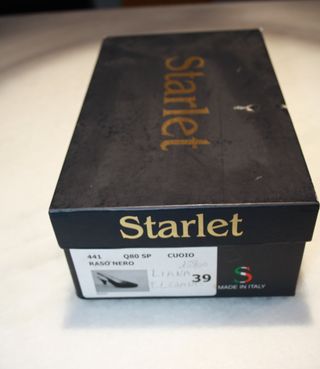 Starlet
Starlet
441 Q80 SP CUOIO
RASO NERO
LIANA
39
MADE IN ITALY